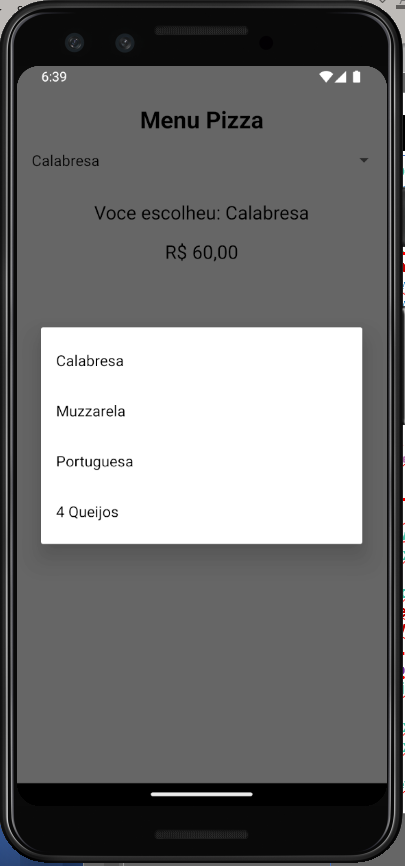 6:39
Menu Pizza
Calabresa
Voce escolheu: Calabresa
R$ 60,00
Calabresa
Muzzarela
Portuguesa
4 Queijos